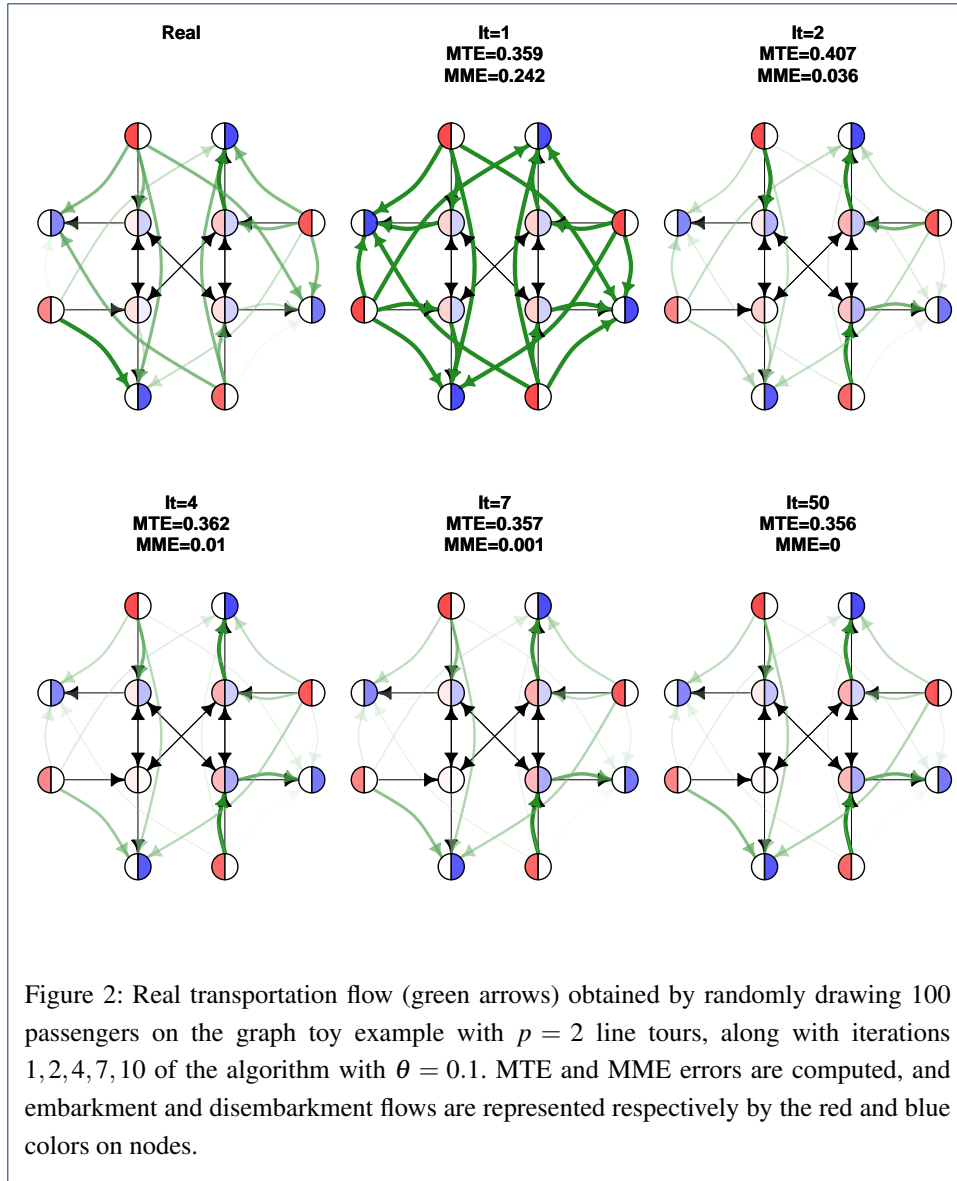 Real
It=1
MTE=0.359
MME=0.242
It=2
MTE=0.407
MME=0.036
It=4
MTE=0.362
MME=0.01
It=7
MTE=0.357
MME=0.001
It=50
MTE=0.356
MME=0
Figure 2: Real transportation flow (green arrows) obtained by randomly drawing 100
passengers on the graph toy example with p = 2 line tours, along with iterations
1,2,4,7,10 of the algorithm with θ = 0.1. MTE and MME errors are computed, and
embarkment and disembarkment flows are represented respectively by the red and blue
colors on nodes.